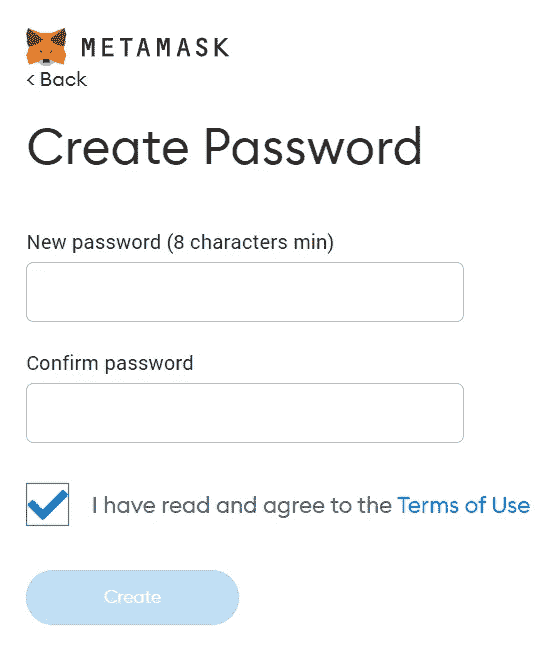 METAMASK
< Back
Create Password
New password (8 characters min)
Confirm password
I have read and agree to the Terms of Use
Create